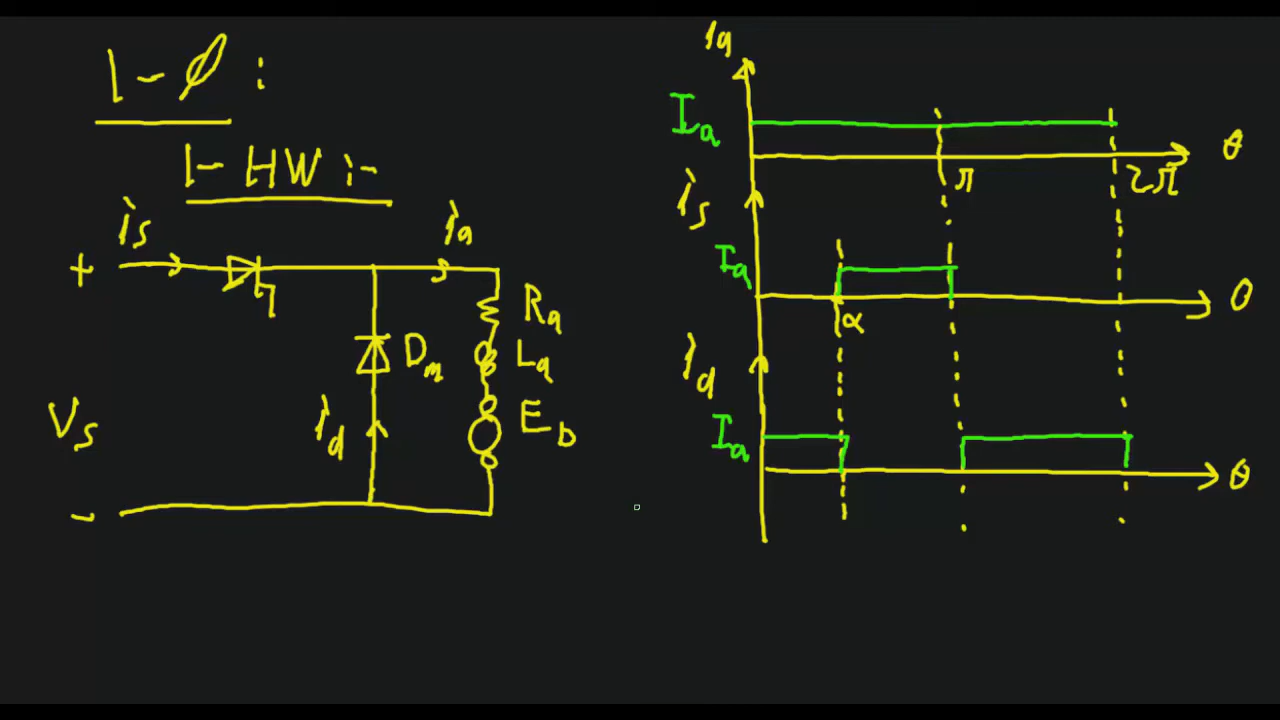 1-Φ :
1- HW :-
is
ia
+
Ra
Dm
La
id
Eb
Vs
-
ia
Ia
θ
π
2π
is
Ia
θ
α
id
Ia
θ